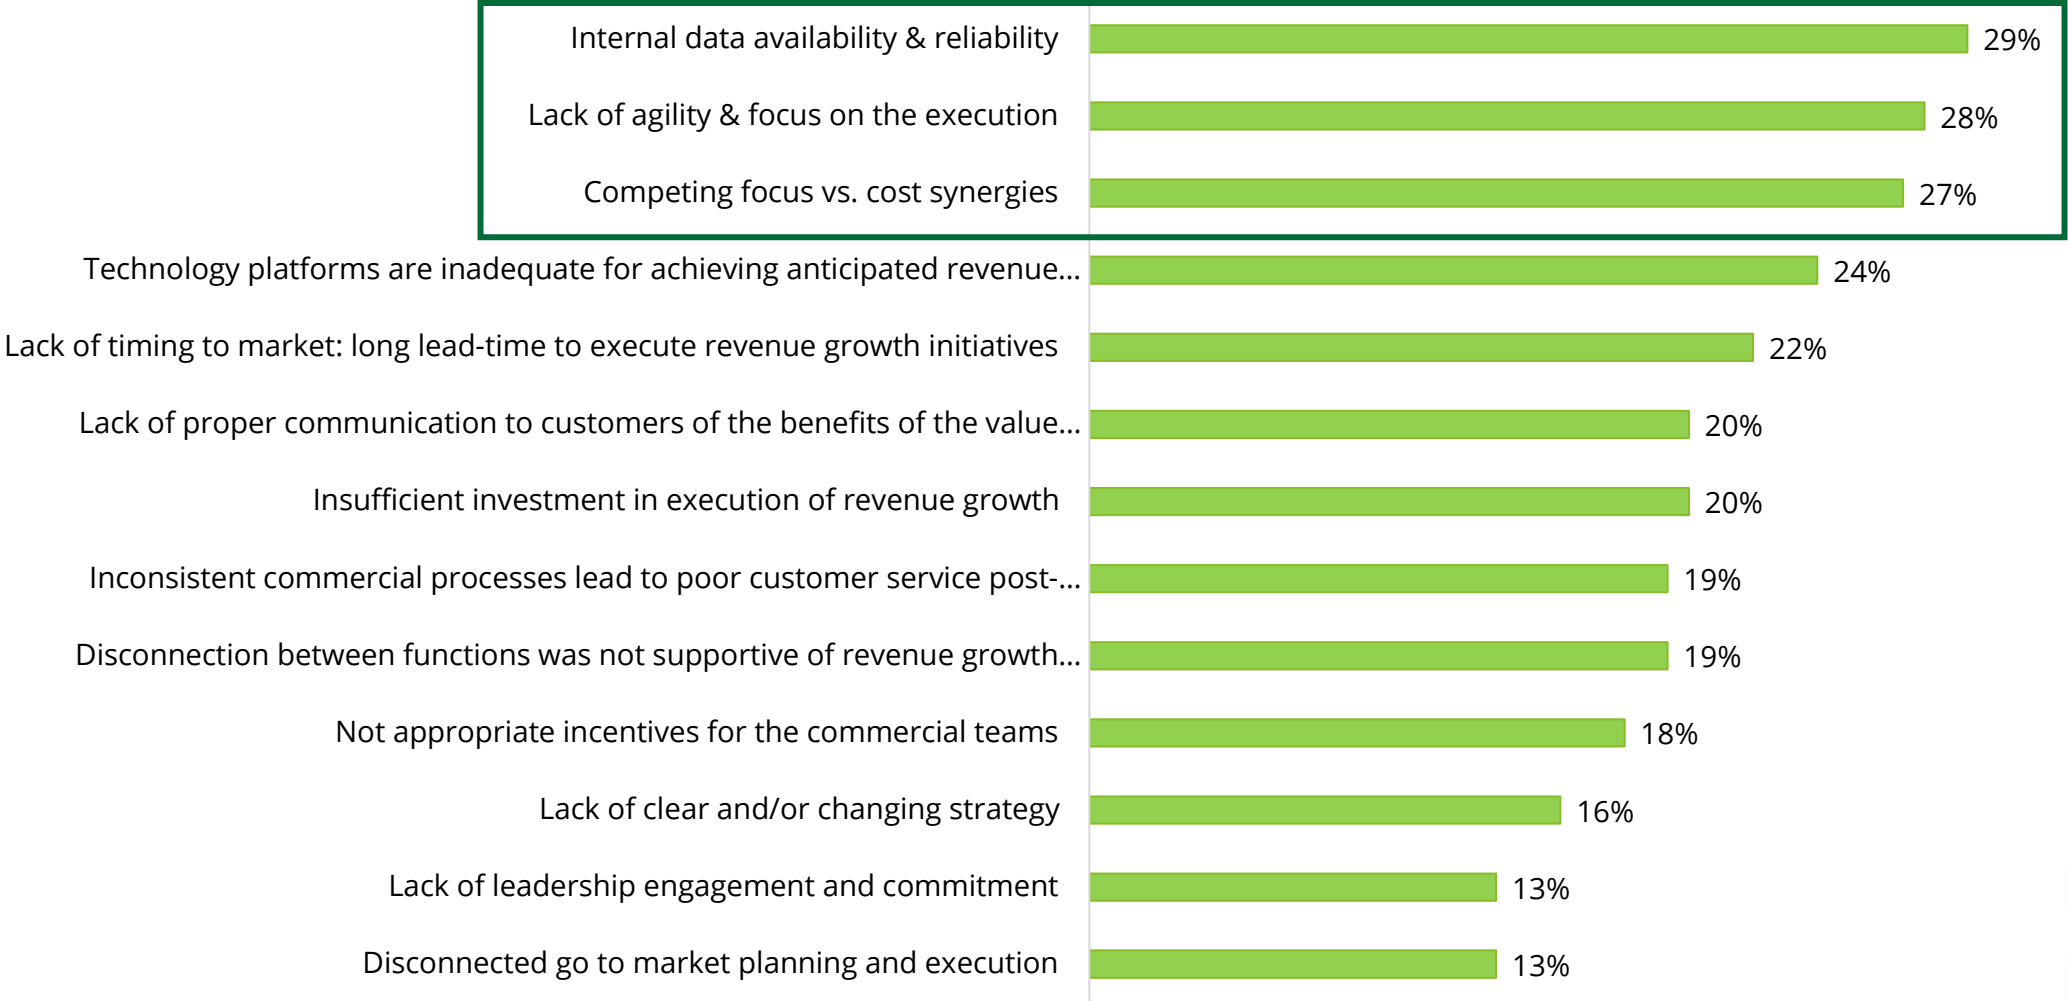 Internal data availability & reliability 29%
Lack of agility & focus on the execution 28%
Competing focus vs. cost synergies 27%
Technology platforms are inadequate for achieving anticipated revenue... 24%
Lack of timing to market: long lead-time to execute revenue growth initiatives 22%
Lack of proper communication to customers of the benefits of the value... 20%
Insufficient investment in execution of revenue growth 20%
Inconsistent commercial processes lead to poor customer service post-... 19%
Disconnection between functions was not supportive of revenue growth... 19%
Not appropriate incentives for the commercial teams 18%
Lack of clear and/or changing strategy 16%
Lack of leadership engagement and commitment 13%
Disconnected go to market planning and execution 13%